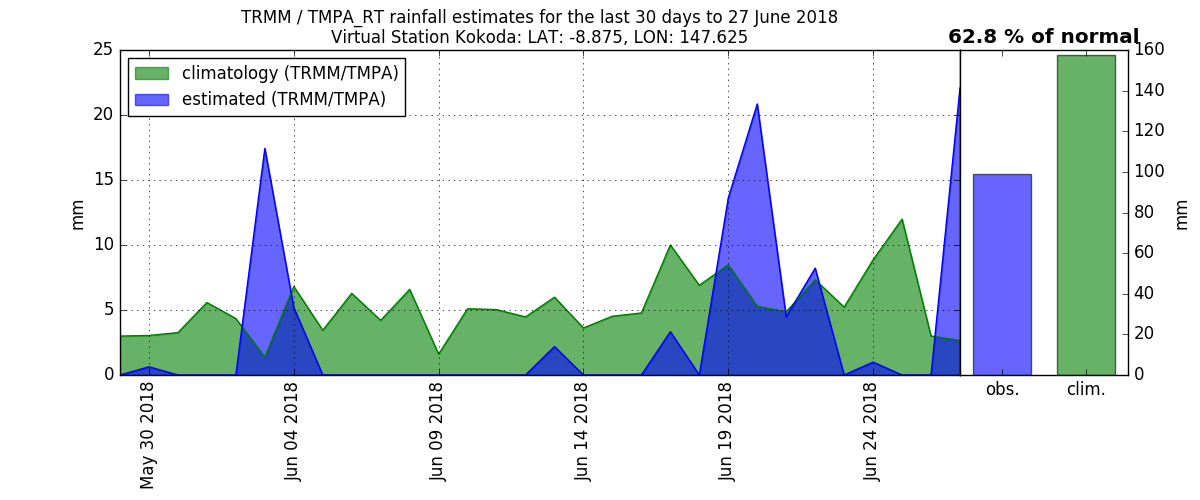 TRMM / TMPA_RT rainfall estimates for the last 30 days to 27 June 2018
Virtual Station Kokoda: LAT: -8.875, LON: 147.625
62.8 % of normal
climatology (TRMM/TMPA)
estimated (TRMM/TMPA)
25
20
15
10
5
0
mm
May 30 2018
Jun 04 2018
Jun 09 2018
Jun 14 2018
Jun 19 2018
Jun 24 2018
160
140
120
100
80
60
40
20
0
mm
obs.
clim.